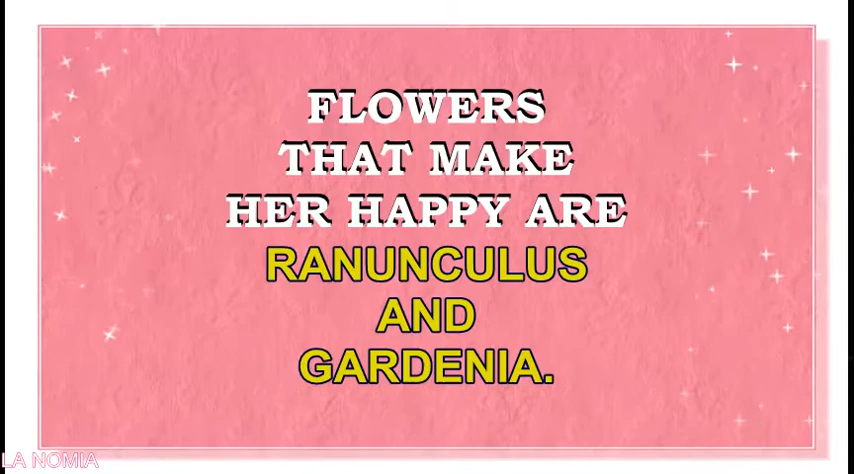 FLOWERS
THAT MAKE
HER HAPPY ARE
RANUNCULUS
AND
GARDENIA.
LA NOMIA